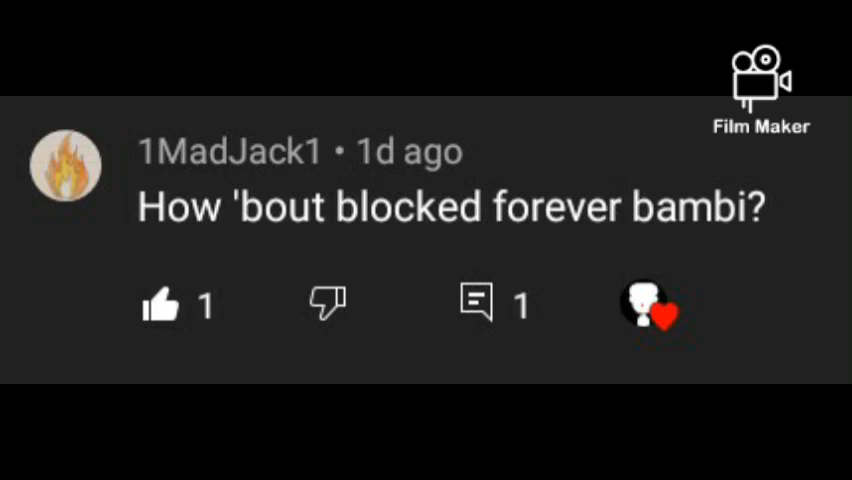 Film Maker
1MadJack1 • 1d ago
How 'bout blocked forever bambi?
1 1